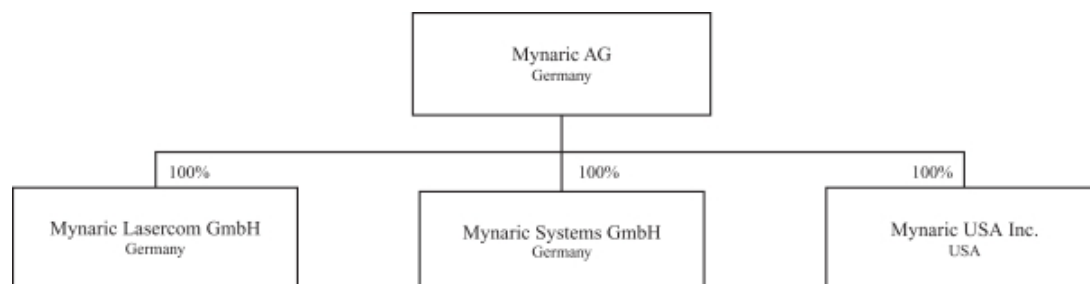 Mynaric AG
Germany
100%
100%
100%
Mynaric Lasercom GmbH
Germany
Mynaric Systems GmbH
Germany
Mynaric USA Inc.
USA